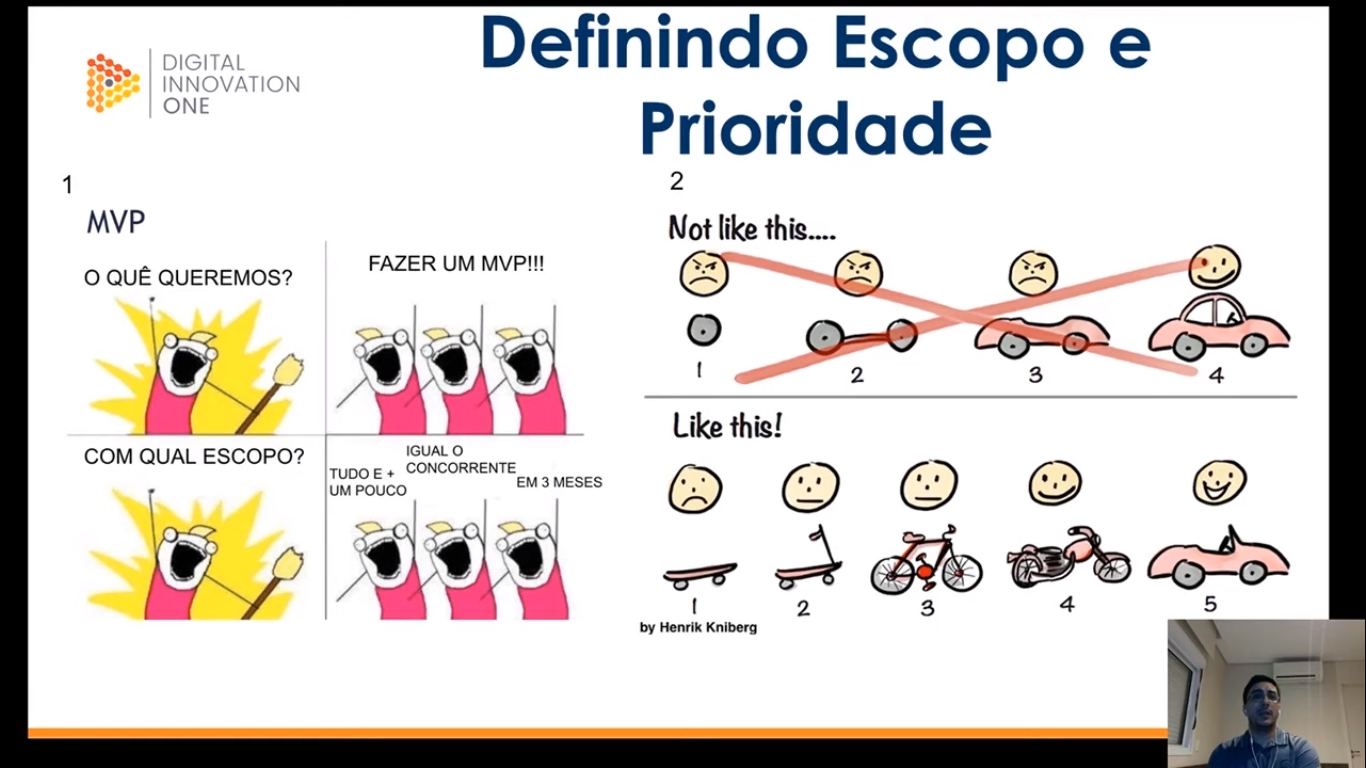 DIGITAL
INNOVATION
ONE
Definindo Escopo e
Prioridade
1
MVP
O QUÊ QUEREMOS?
FAZER UM MVP!!!
COM QUAL ESCOPO?
TUDO E +
UM POUCO
IGUAL O
CONCORRENTE
EM 3 MESES
2
Not like this....
1
2
3
4
Like this!
1
2
3
4
5
by Henrik Kniberg